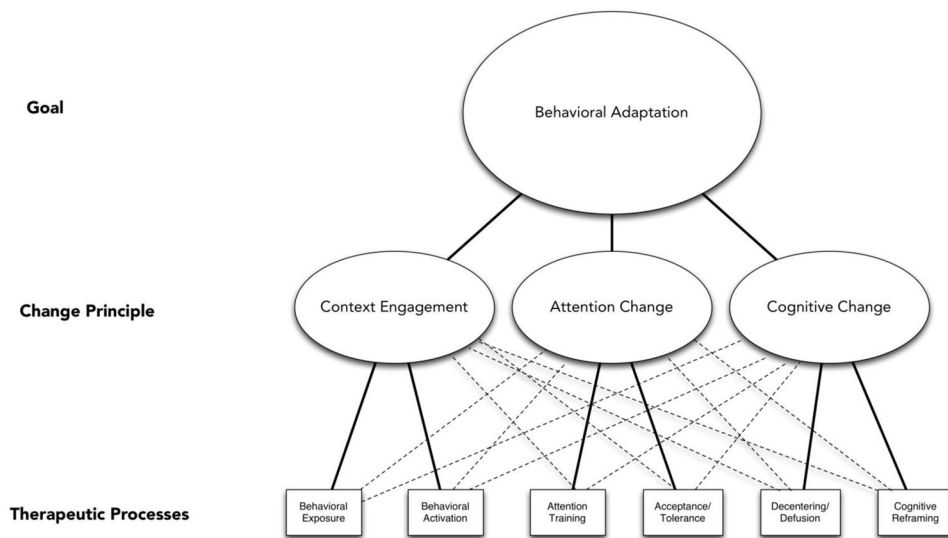 Goal
Behavioral Adaptation
Change Principle
Context Engagement
Attention Change
Cognitive Change
Therapeutic Processes
Behavioral
Exposure
Behavioral
Activation
Attention
Training
Acceptance/
Tolerance
Decentering/
Defusion
Cognitive
Reframing